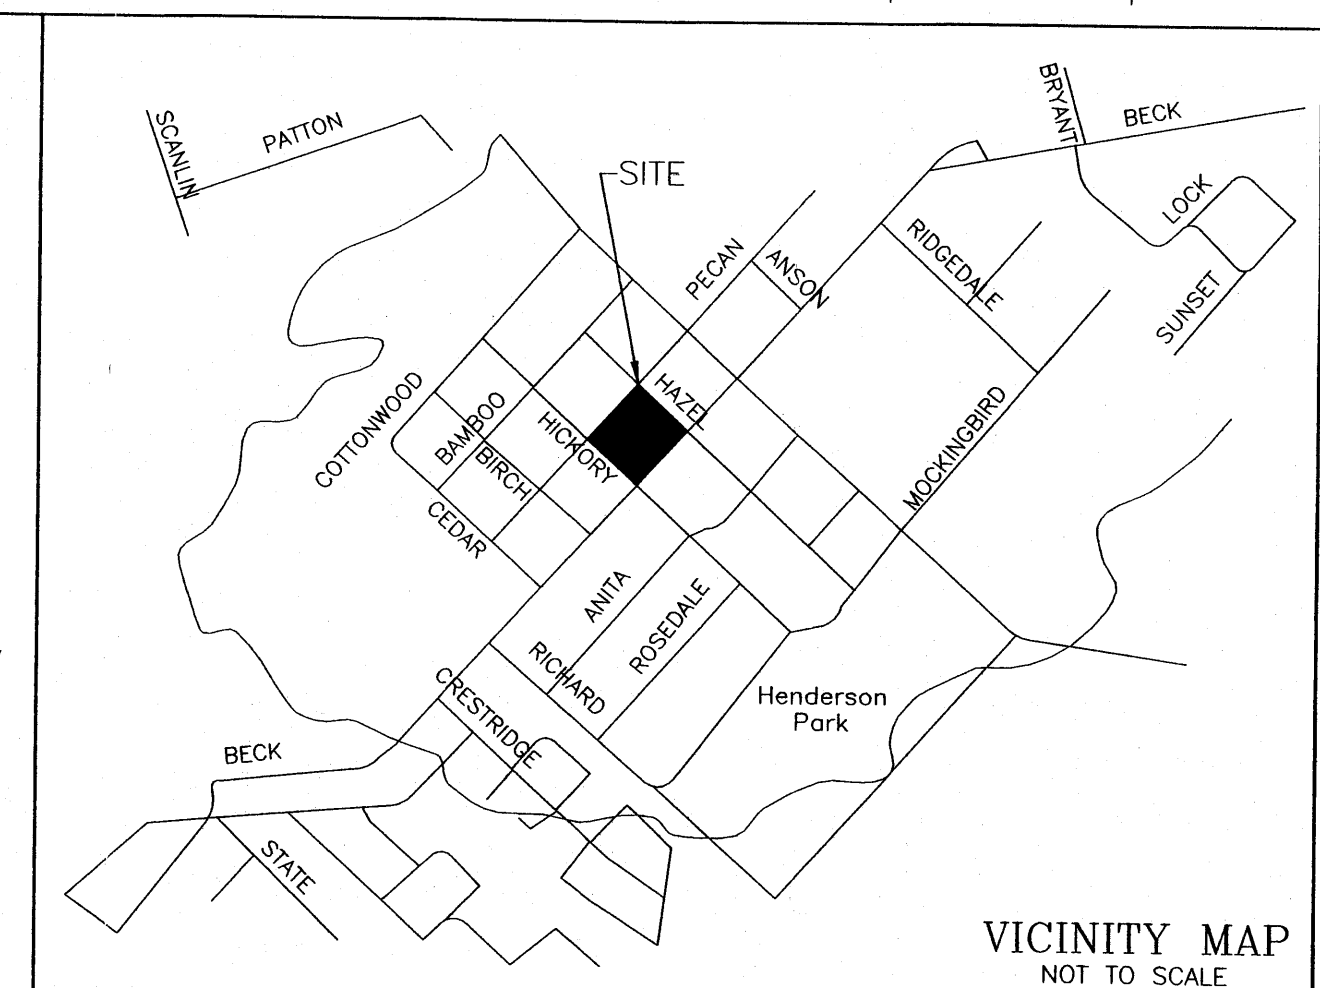 BRYANT
BECK
SCANLIN
PATTON
SITE
LOCK
PECAN
ANSON
RIDGEDALE
SUNSET
COTTONWOOD
BAMBOO
HAZEL
HICKORY
MOCKINGBIRD
BIRCH
CEDAR
ANITA
ROSEDALE
RICHARD
CRESTRIDGE
Henderson
Park
BECK
STATE
VICINITY MAP
NOT TO SCALE